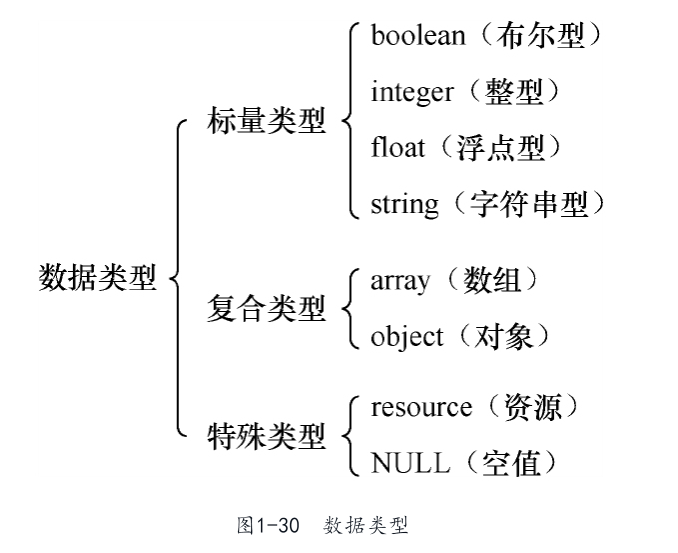 数据类型
标量类型
boolean（布尔型）
integer（整型）
float（浮点型）
string（字符串型）
复合类型
array（数组）
object（对象）
特殊类型
resource（资源）
NULL（空值）
图1-30 数据类型